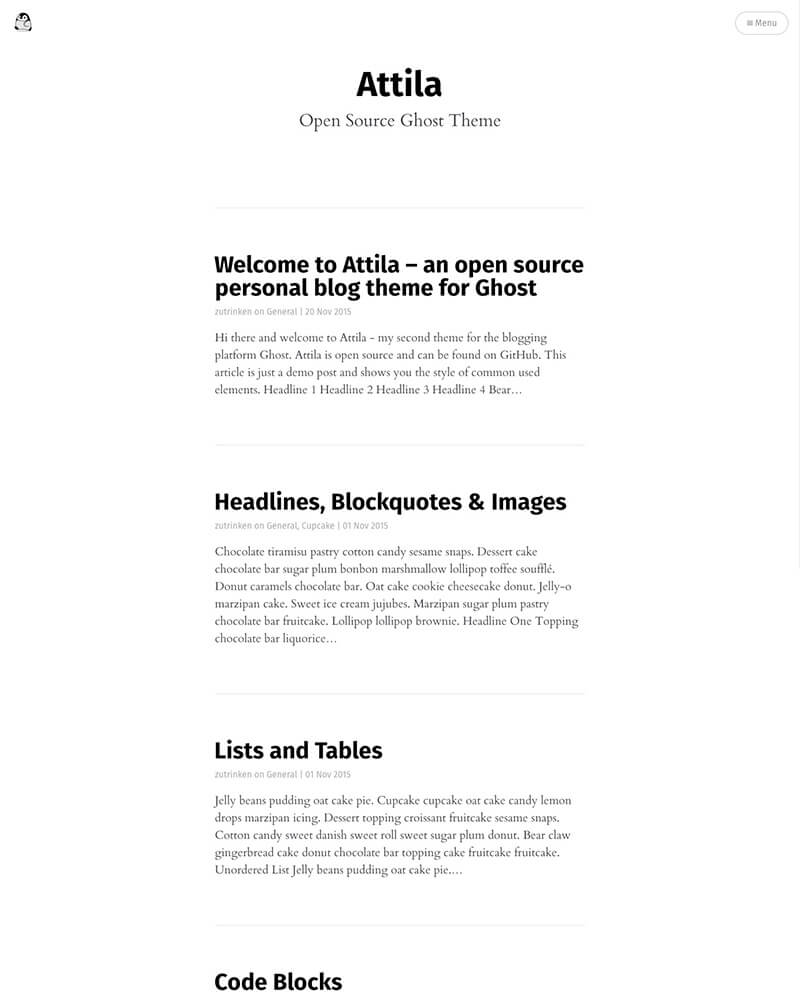 ≡ Menu
Attila
Open Source Ghost Theme
Welcome to Attila – an open source
personal blog theme for Ghost
zutrinken on General | 20 Nov 2015
Hi there and welcome to Attila - my second theme for the blogging
platform Ghost. Attila is open source and can be found on GitHub. This
article is just a demo post and shows you the style of common used
elements. Headline 1 Headline 2 Headline 3 Headline 4 Bear…
Headlines, Blockquotes & Images
zutrinken on General, Cupcake | 01 Nov 2015
Chocolate tiramisu pastry cotton candy sesame snaps. Dessert cake
chocolate bar sugar plum bonbon marshmallow lollipop toffee soufflé.
Donut caramels chocolate bar. Oat cake cookie cheesecake donut. Jelly-o
marzipan cake. Sweet ice cream jujubes. Marzipan sugar plum pastry
chocolate bar fruitcake. Lollipop lollipop brownie. Headline One Topping
chocolate bar liquorice…
Lists and Tables
zutrinken on General | 01 Nov 2015
Jelly beans pudding oat cake pie. Cupcake cupcake oat cake candy lemon
drops marzipan icing. Dessert topping croissant fruitcake sesame snaps.
Cotton candy sweet danish sweet roll sweet sugar plum donut. Bear claw
gingerbread cake donut chocolate bar topping cake fruitcake fruitcake.
Unordered List Jelly beans pudding oat cake pie.…
Code Blocks